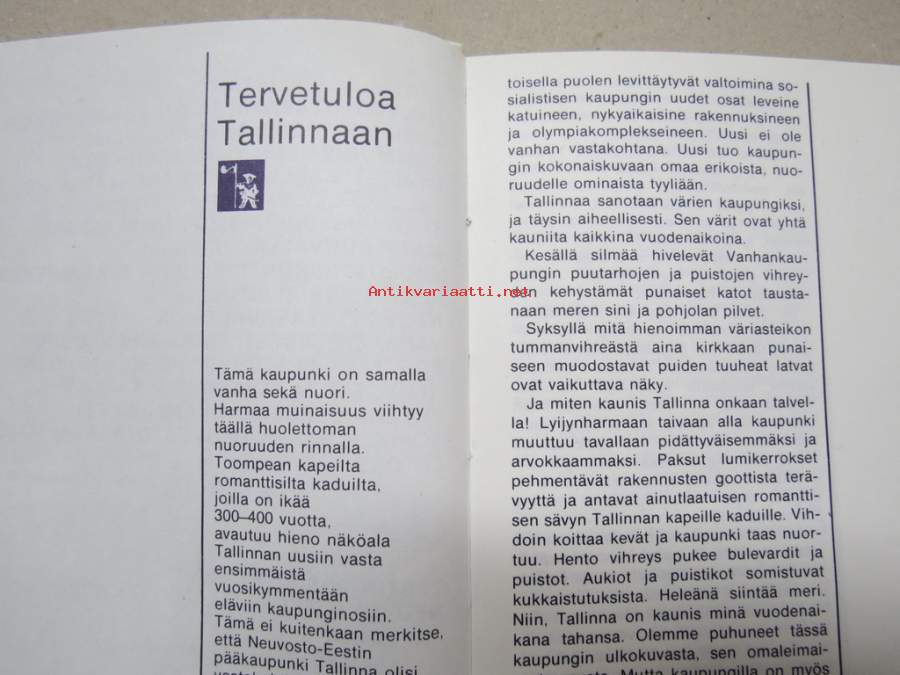 Tervetuloa
Tallinnaan
Tämä kaupunki on samalla
vanha sekä nuori.
Harmaa muinaisuus viihtyy
täällä huolettoman
nuoruuden rinnalla.
Toompean kapeilta
romanttisilta kaduilta,
joilla on ikää
300–400 vuotta,
avautuu hieno näköala
Tallinnan uusiin vasta
ensimmäistä
vuosikymmentään
eläviin kaupunginosiin.
Tämä ei kuitenkaan merkitse,
että Neuvosto-Eestin
pääkaupunki Tallinna olisi
toisella puolen levittäytyvät valtoimina so-
sialistisen kaupungin uudet osat leveine
katuineen, nykyaikaisine rakennuksineen
ja olympiakomplekseineen. Uusi ei ole
vanhan vastakohtana. Uusi tuo kaupun-
gin kokonaiskuvaan omaa erikoista, nuo-
ruudelle ominaista tyyliään.
Tallinnaa sanotaan värien kaupungiksi,
ja täysin aiheellisesti. Sen värit ovat yhtä
kauniita kaikkina vuodenaikoina.
Kesällä silmää hivelevät Vanhankau-
pungin puutarhojen ja puistojen vihrey-
den kehystämät punaiset katot tausta-
naan meren sini ja pohjolan pilvet.
Syksyllä mitä hienoimman väriasteikon
tummanvihreästä aina kirkkaan punai-
seen muodostavat puiden tuuheat latvat
ovat vaikuttava näky.
Ja miten kaunis Tallinna onkaan talvel-
la! Lyijynharmaan taivaan alla kaupunki
muuttuu tavallaan pidättyväisemmäksi ja
arvokkaammaksi. Paksut lumikerrokset
pehmentävät rakennusten goottista terä-
vyyttä ja antavat ainutlaatuisen romantti-
sen sävyn Tallinnan kapeille kaduille. Vih-
doin koittaa kevät ja kaupunki taas nuor-
tuu. Hento vihreys pukee bulevardit ja
puistot. Aukiot ja puistikot somistuvat
kukkaistutuksista. Heleänä siintää meri.
Niin, Tallinna on kaunis minä vuodenai-
kana tahansa. Olemme puhuneet tässä
kaupungin ulkokuvasta, sen omaleimai-
Mutta kaupungilla on myös
Antikvariaatti.net